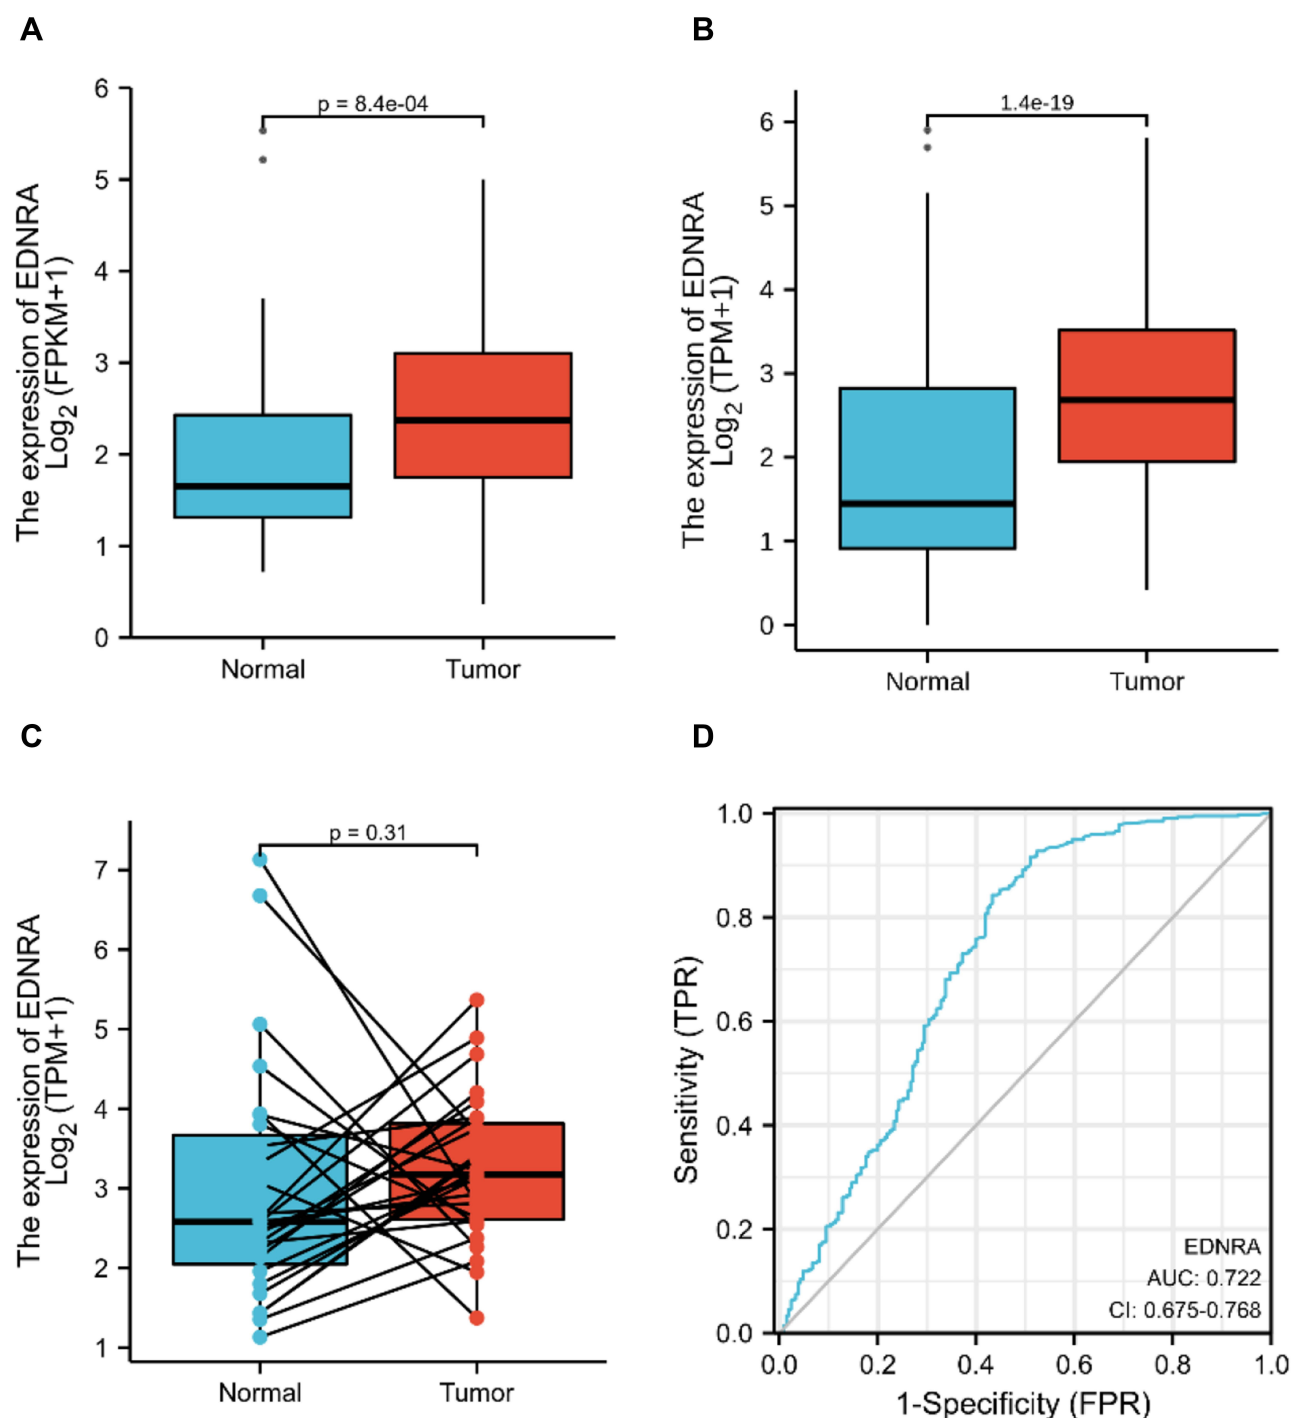 A
The expression of EDNRA
Log2 (FPKM+1)
6
5
4
3
2
1
0
p = 8.4e-04
Normal
Tumor
B
The expression of EDNRA
Log2 (TPM+1)
6
5
4
3
2
1
0
1.4e-19
Normal
Tumor
C
The expression of EDNRA
Log2 (TPM+1)
7
6
5
4
3
2
1
p = 0.31
Normal
Tumor
D
Sensitivity (TPR)
1.0
0.8
0.6
0.4
0.2
0.0
EDNRA
AUC: 0.722
CI: 0.675-0.768
0.0 0.2 0.4 0.6 0.8 1.0
1-Specificity (FPR)